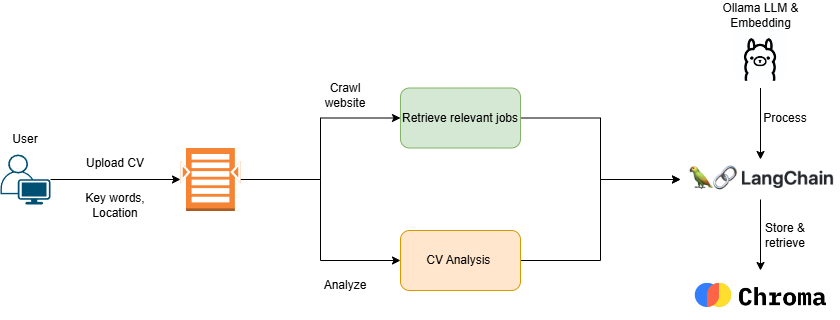 User
Upload CV
Key words,
Location
Crawl
website
Retrieve relevant jobs
Analyze
CV Analysis
Ollama LLM &
Embedding
Process
LangChain
Store &
retrieve
Chroma